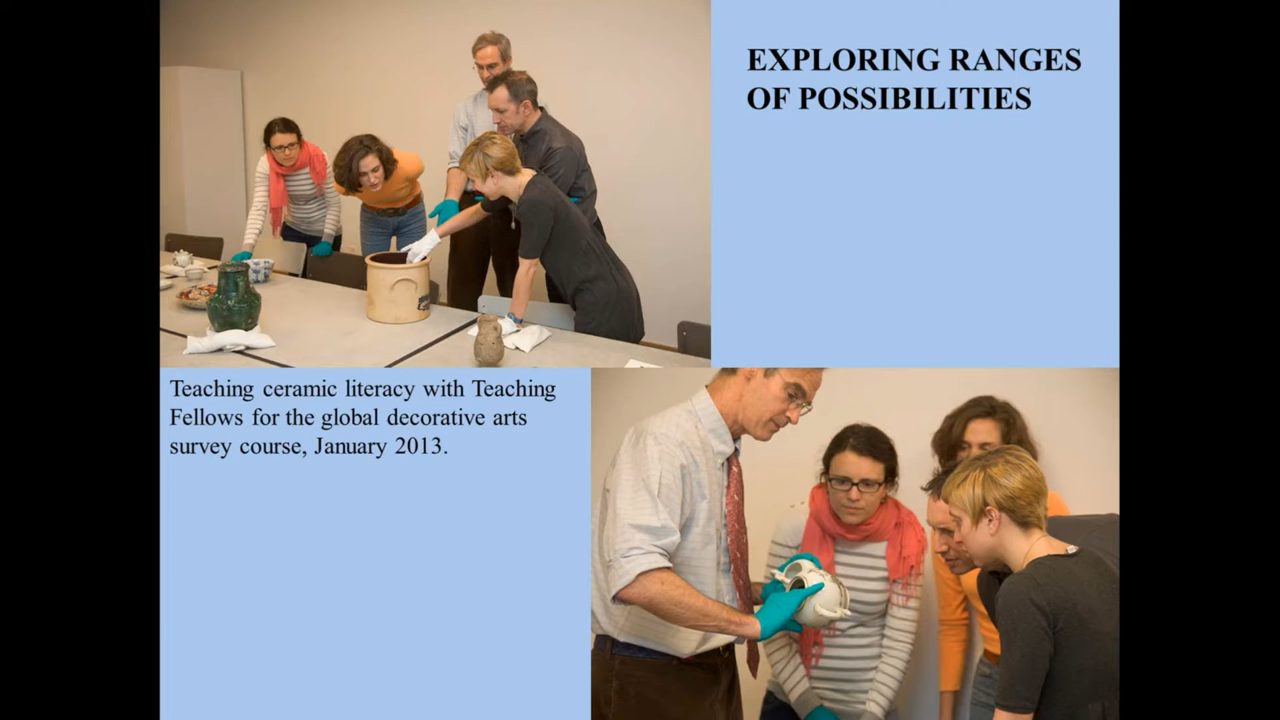 EXPLORING RANGES
OF POSSIBILITIES
Teaching ceramic literacy with Teaching
Fellows for the global decorative arts
survey course, January 2013.